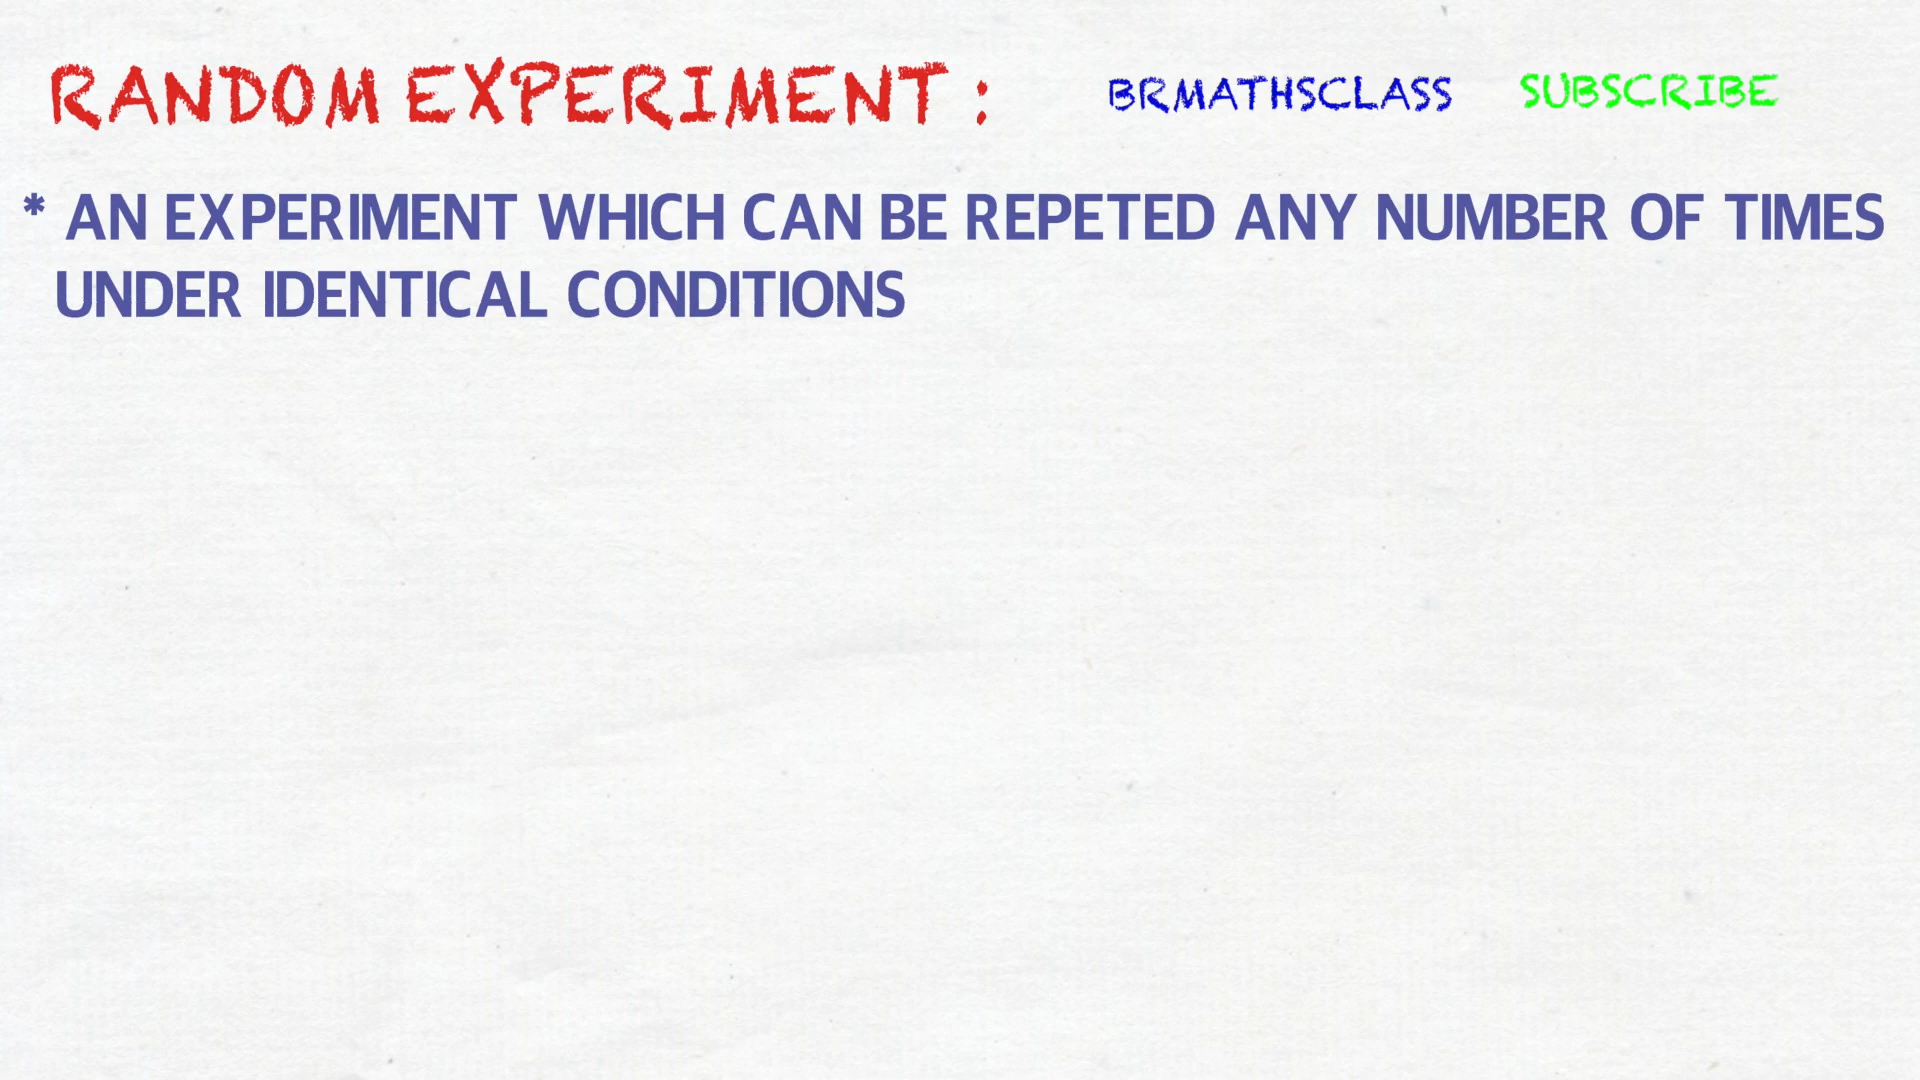 RANDOM EXPERIMENT : BRMATHSCLASS SUBSCRIBE
* AN EXPERIMENT WHICH CAN BE REPETED ANY NUMBER OF TIMES
UNDER IDENTICAL CONDITIONS